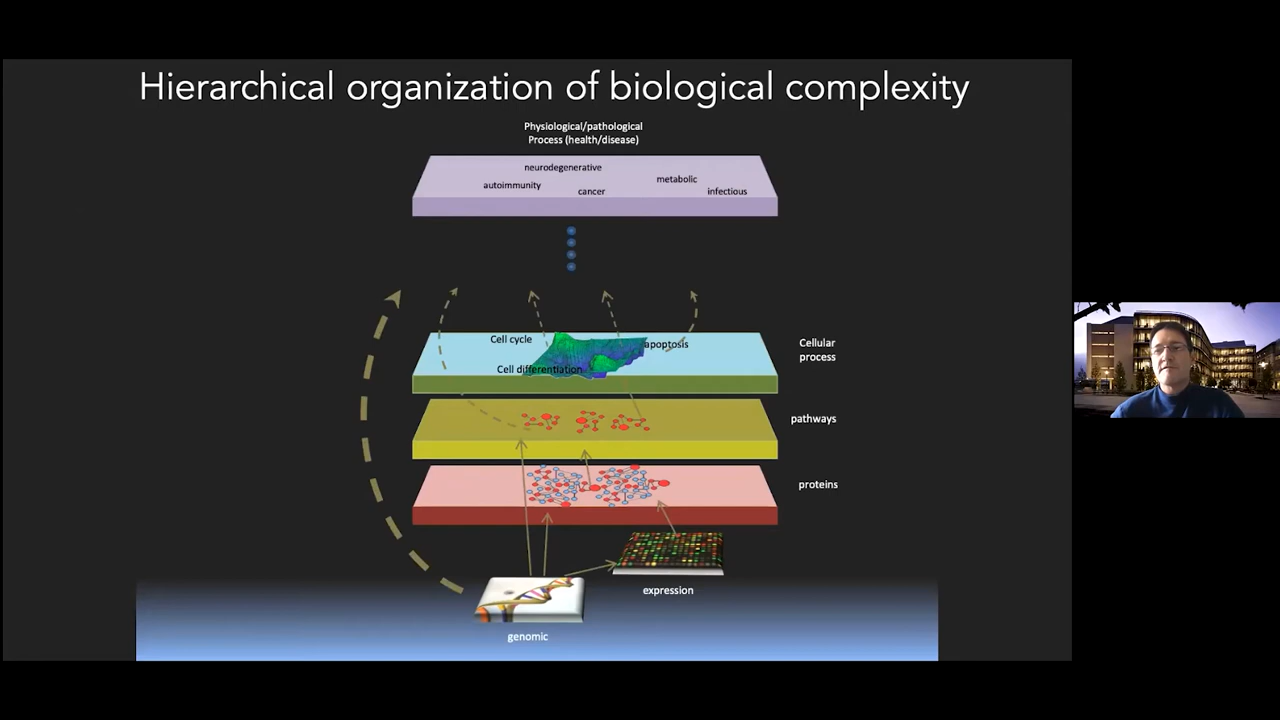 Hierarchical organization of biological complexity
Physiological/pathological
Process (health/disease)
neurodegenerative
autoimmunity
cancer
metabolic
infectious
Cell cycle
apoptosis
Cell differentiation
Cellular
process
pathways
proteins
expression
genomic